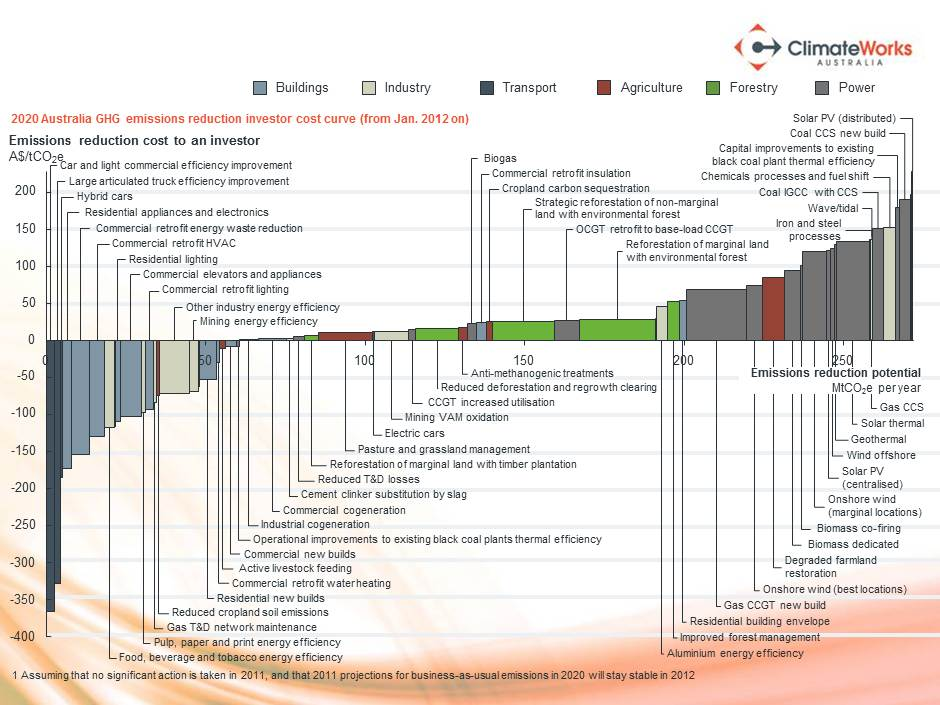 ClimateWorks
AUSTRALIA
Buildings
Industry
Transport
Agriculture
Forestry
Power
2020 Australia GHG emissions reduction investor cost curve (from Jan. 2012 on)
Emissions reduction cost to an investor
A$/tCO2e
Car and light commercial efficiency improvement
Large articulated truck efficiency improvement
Hybrid cars
Residential appliances and electronics
Commercial retrofit energy waste reduction
Commercial retrofit HVAC
Residential lighting
Commercial elevators and appliances
Commercial retrofit lighting
Other industry energy efficiency
Mining energy efficiency
Biogas
Commercial retrofit insulation
Cropland carbon sequestration
Strategic reforestation of non-marginal
land with environmental forest
OCGT retrofit to base-load CCGT
Reforestation of marginal land
with environmental forest
Solar PV (distributed)
Coal CCS new build
Capital improvements to existing
black coal plant thermal efficiency
Chemicals processes and fuel shift
Coal IGCC with CCS
Wave/tidal
Iron and steel
processes
200
150
100
50
0
-50
-100
-150
-200
-250
-300
-350
-400
0
50
100
150
200
250
Emissions reduction potential
MtCO2e per year
Anti-methanogenic treatments
Reduced deforestation and regrowth clearing
CCGT increased utilisation
Mining VAM oxidation
Electric cars
Pasture and grassland management
Reforestation of marginal land with timber plantation
Reduced T&D losses
Cement clinker substitution by slag
Commercial cogeneration
Industrial cogeneration
Operational improvements to existing black coal plants thermal efficiency
Commercial new builds
Active livestock feeding
Commercial retrofit waterheating
Residential new builds
Reduced cropland soil emissions
Gas T&D network maintenance
Pulp, paper and print energy efficiency
Food, beverage and tobacco energy efficiency
Gas CCS
Solar thermal
Geothermal
Wind offshore
Solar PV
(centralised)
Onshore wind
(marginal locations)
Biomass co-firing
Biomass dedicated
Degraded farmland
restoration
Onshore wind (best locations)
Gas CCGT new build
Residential building envelope
Improved forest management
Aluminium energy efficiency
1 Assuming that no significant action is taken in 2011, and that 2011 projections for business-as-usual emissions in 2020 will stay stable in 2012